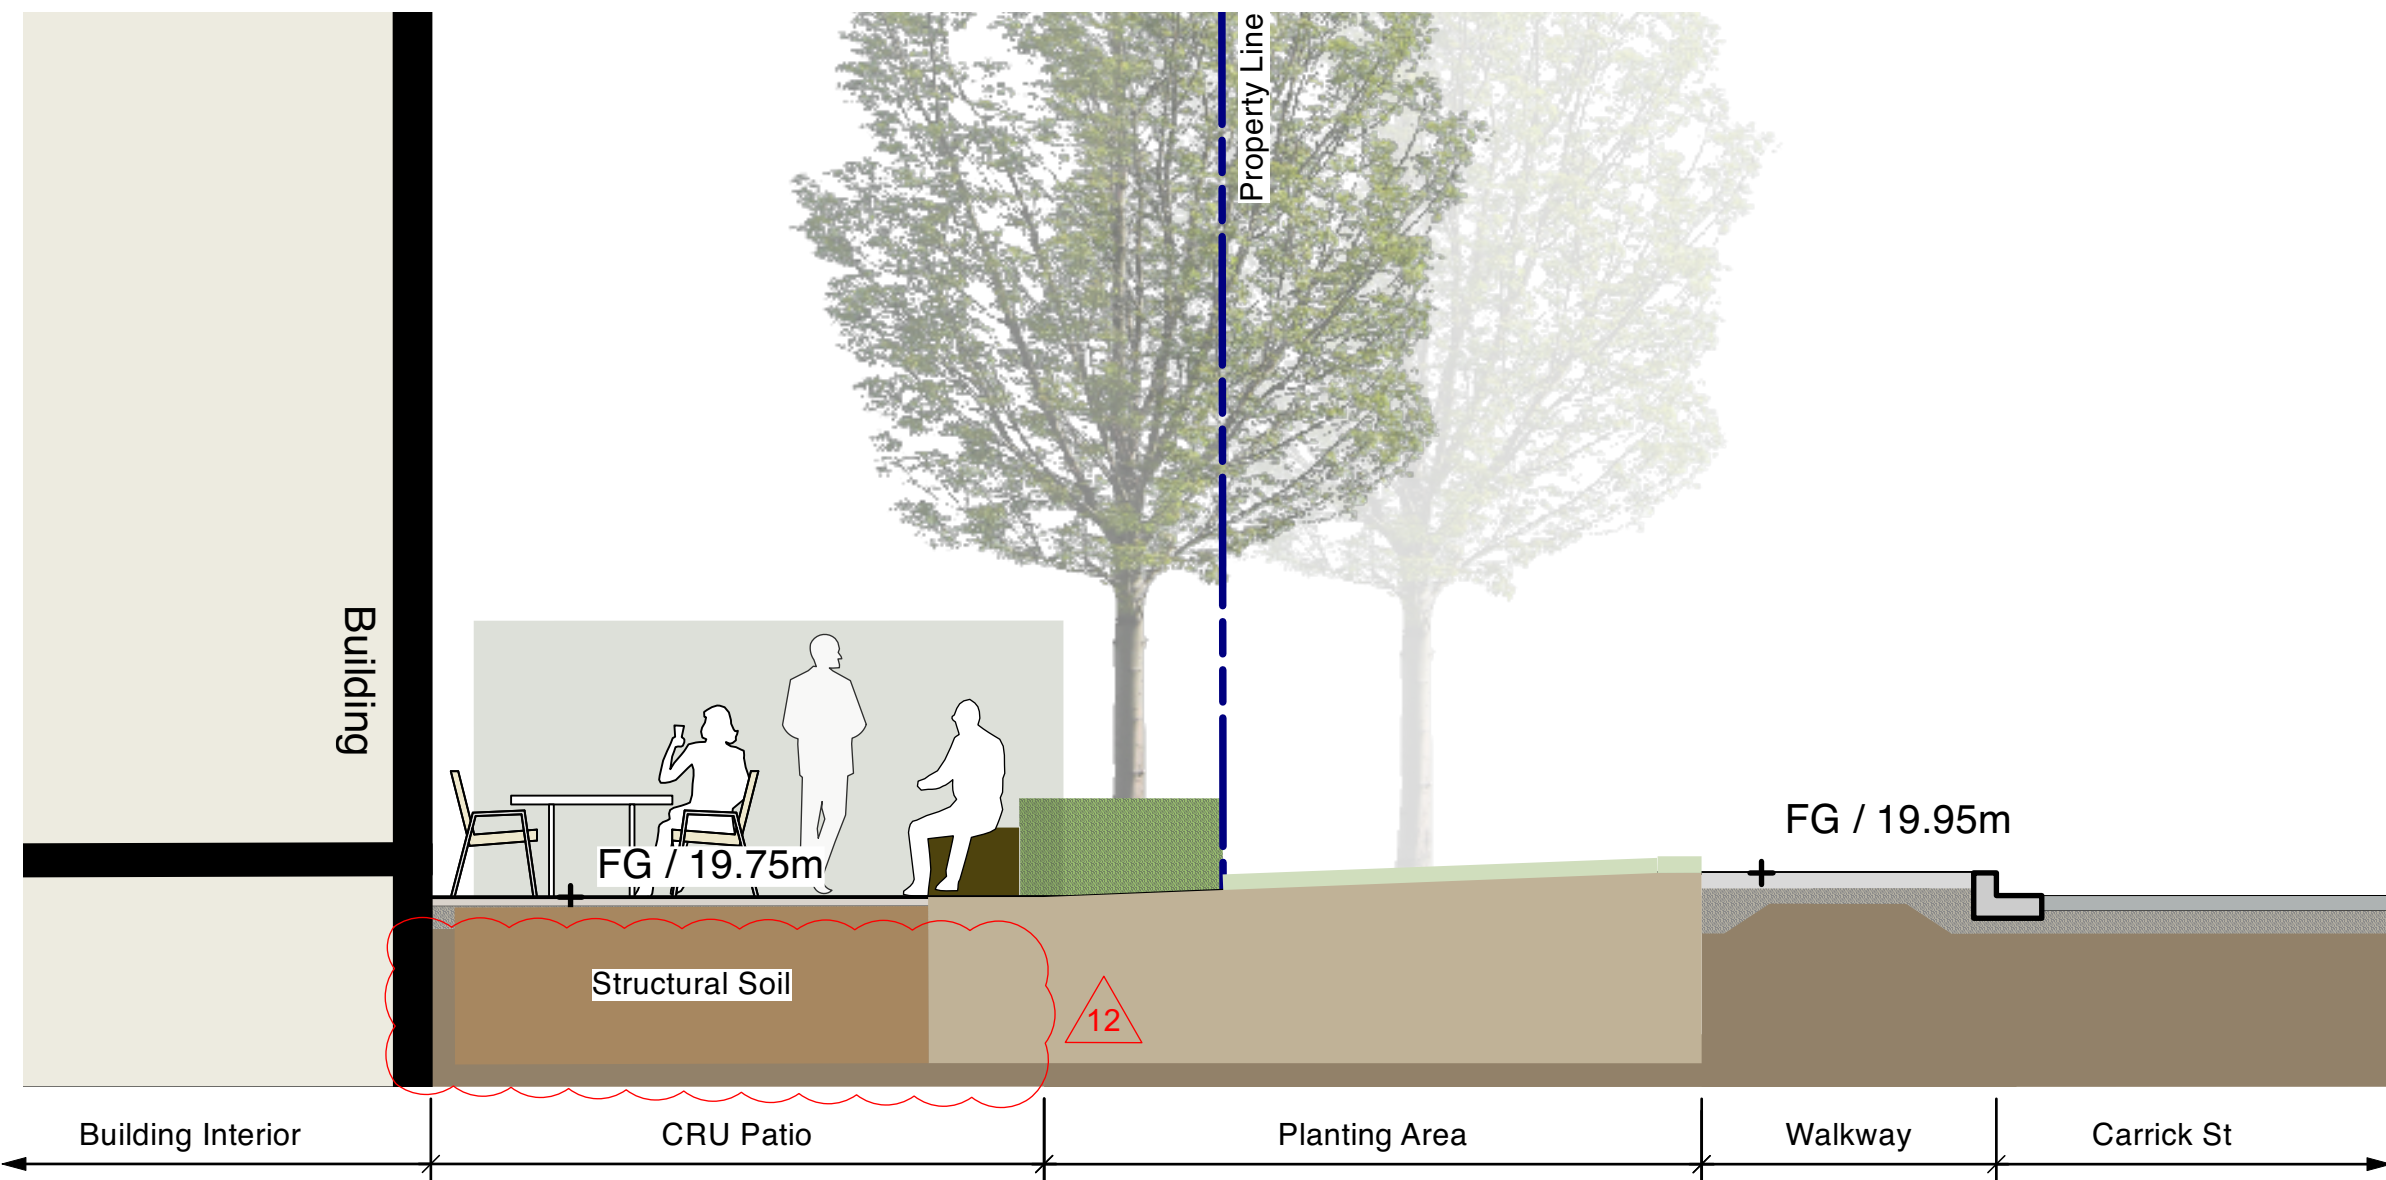 Property Line
Building
FG / 19.75m
FG / 19.95m
Structural Soil
12
Building Interior
CRU Patio
Planting Area
Walkway
Carrick St